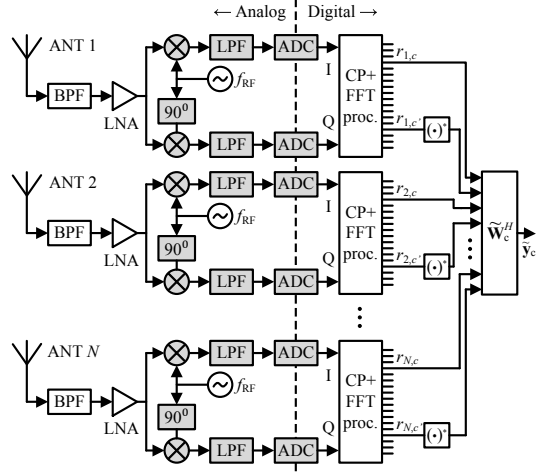 ← Analog Digital →
ANT 1
BPF
LNA
90⁰
LPF
ADC
f_RF
LPF
ADC
I
Q
CP+
FFT
proc.
r_{1,c}
r_{1,c'}
(•)*
ANT 2
BPF
LNA
90⁰
LPF
ADC
f_RF
LPF
ADC
I
Q
CP+
FFT
proc.
r_{2,c}
r_{2,c'}
(•)*
W̃_c^H
ỹ_c
ANT N
BPF
LNA
90⁰
LPF
ADC
f_RF
LPF
ADC
I
Q
CP+
FFT
proc.
r_{N,c}
r_{N,c'}
(•)*